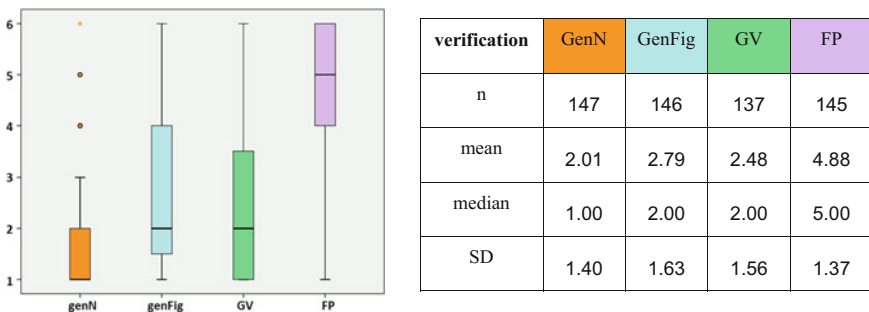 6
5
4
3
2
1
genN genFig GV FP
verification GenN GenFig GV FP
n 147 146 137 145
mean 2.01 2.79 2.48 4.88
median 1.00 2.00 2.00 5.00
SD 1.40 1.63 1.56 1.37